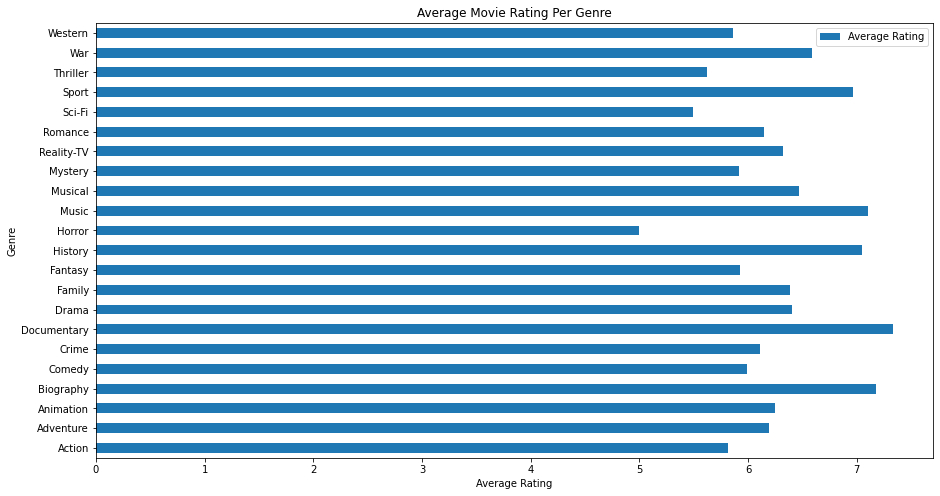 Average Movie Rating Per Genre
Average Rating
Western
War
Thriller
Sport
Sci-Fi
Romance
Reality-TV
Mystery
Musical
Music
Horror
History
Fantasy
Family
Drama
Documentary
Crime
Comedy
Biography
Animation
Adventure
Action
Genre
0 1 2 3 4 5 6 7
Average Rating